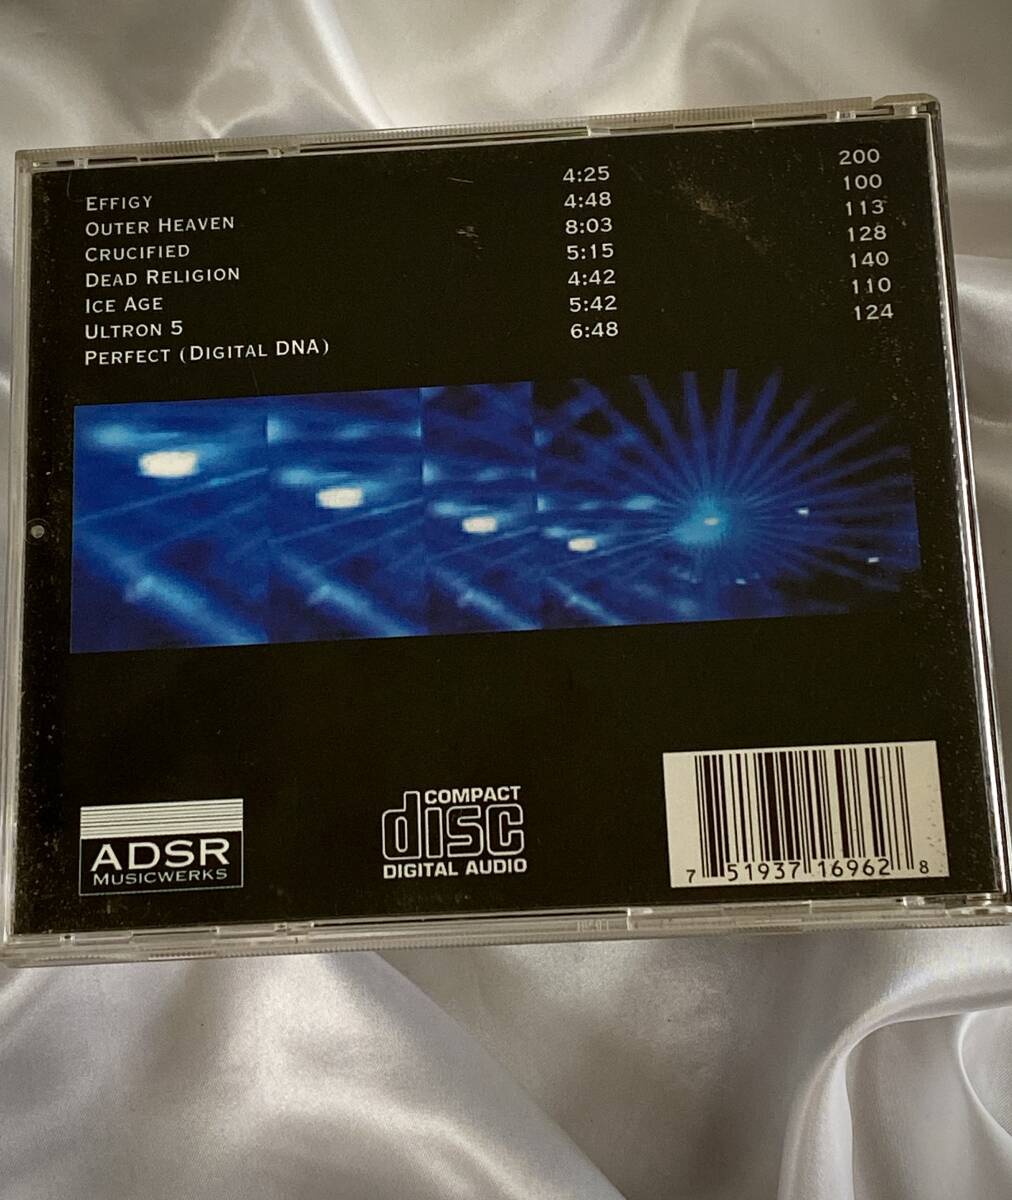 EFFIGY 4:25 200
OUTER HEAVEN 4:48 100
CRUCIFIED 8:03 113
DEAD RELIGION 5:15 128
ICE AGE 4:42 140
ULTRON 5 5:42 110
PERFECT (DIGITAL DNA) 6:48 124
ADSR
MUSICWERKS
COMPACT
disc
DIGITAL AUDIO
7 51937 16962 8